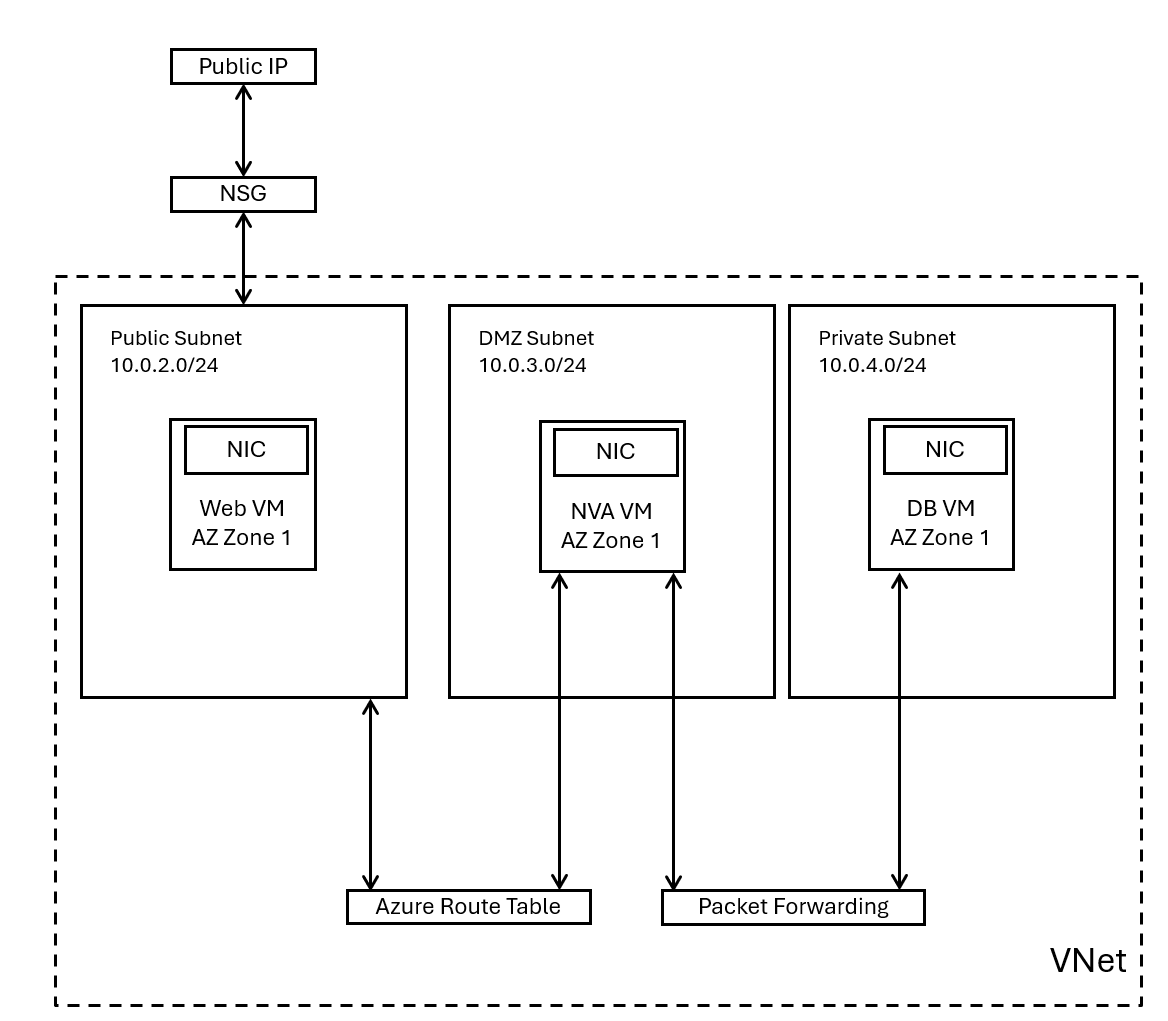 Public IP
NSG
Public Subnet
10.0.2.0/24
NIC
Web VM
AZ Zone 1
DMZ Subnet
10.0.3.0/24
NIC
NVA VM
AZ Zone 1
Private Subnet
10.0.4.0/24
NIC
DB VM
AZ Zone 1
Azure Route Table
Packet Forwarding
VNet